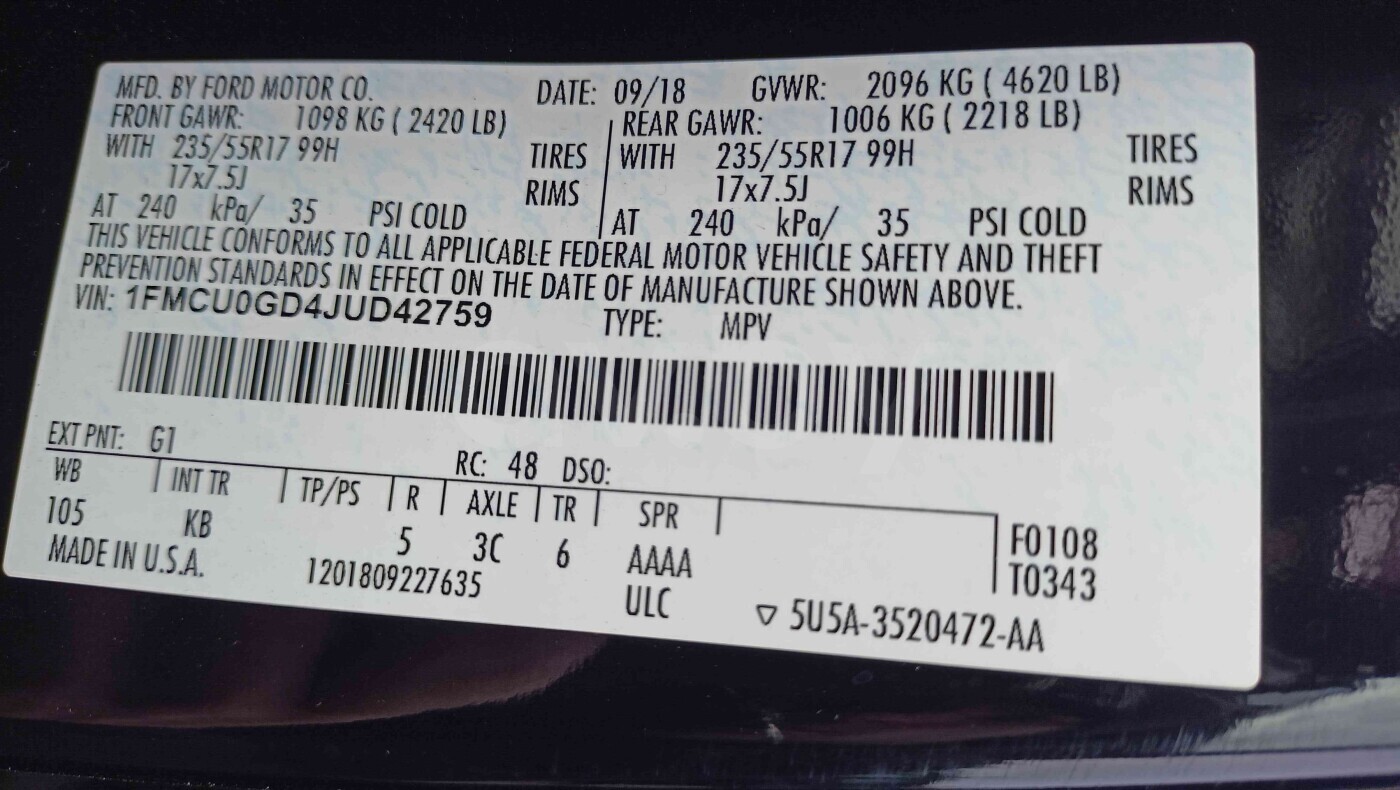 MFD. BY FORD MOTOR CO. DATE: 09/18 GVWR: 2096 KG ( 4620 LB)
FRONT GAWR: 1098 KG ( 2420 LB) REAR GAWR: 1006 KG ( 2218 LB)
WITH 235/55R17 99H TIRES WITH 235/55R17 99H TIRES
17x7.5J RIMS 17x7.5J RIMS
AT 240 kPa/ 35 PSI COLD AT 240 kPa/ 35 PSI COLD
THIS VEHICLE CONFORMS TO ALL APPLICABLE FEDERAL MOTOR VEHICLE SAFETY AND THEFT
PREVENTION STANDARDS IN EFFECT ON THE DATE OF MANUFACTURE SHOWN ABOVE.
VIN: 1FMCU0GD4JUD42759 TYPE: MPV
EXT PNT: G1 RC: 48 DSO:
WB INT TR TP/PS R AXLE TR SPR
105 KB 5 3C 6 AAAA F0108
MADE IN U.S.A. 1201809227635 ULC T0343
▽ 5U5A-3520472-AA